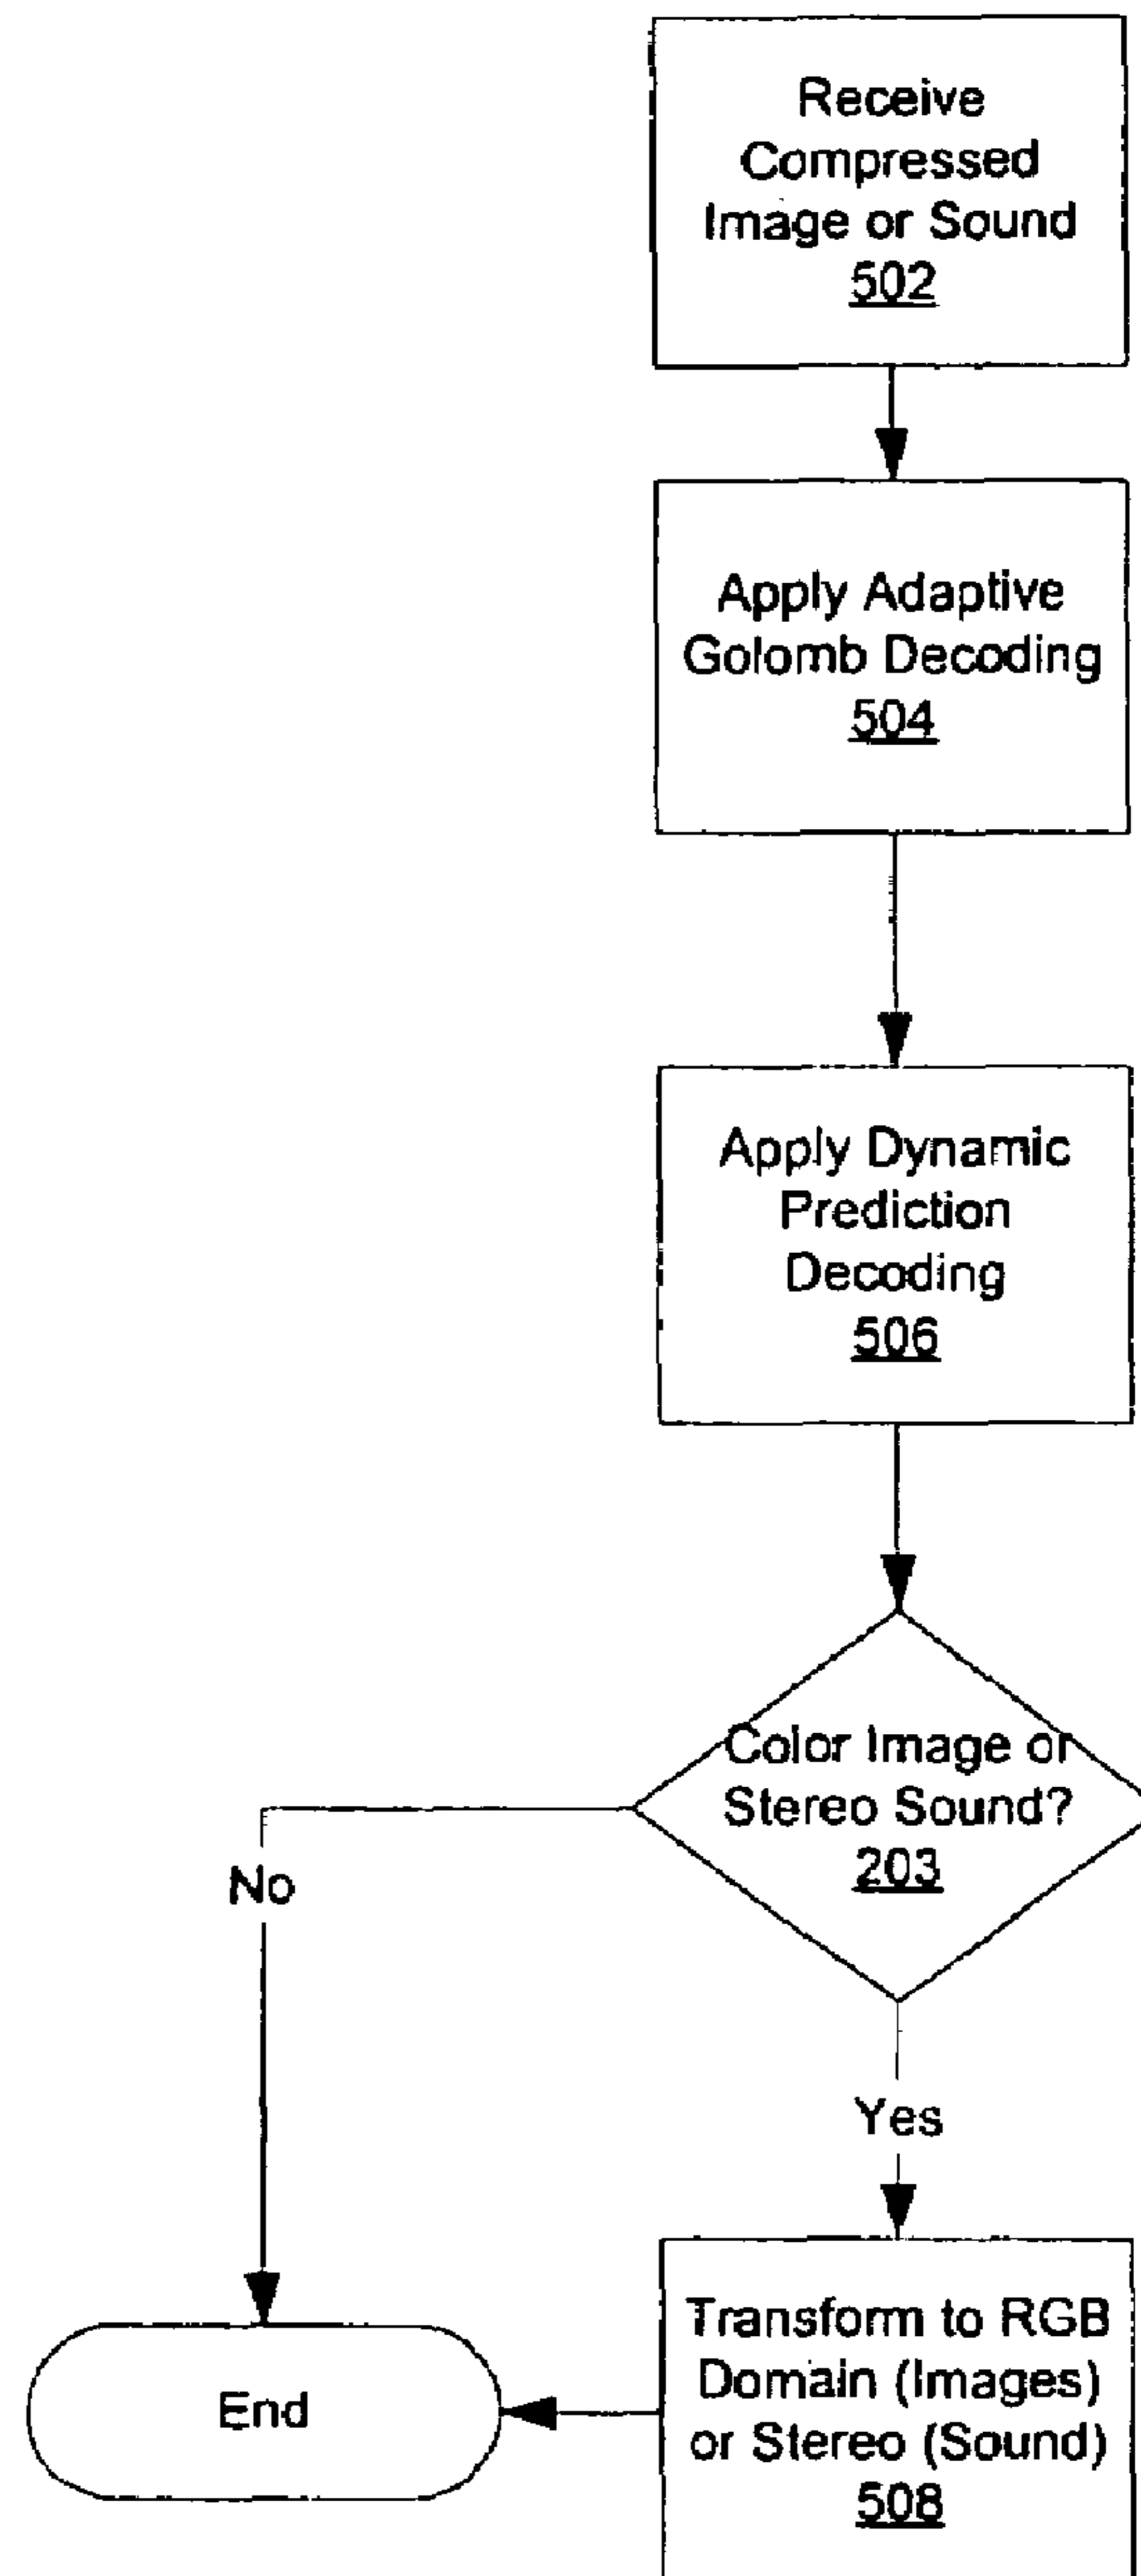 Receive
Compressed
Image or Sound
502
Apply Adaptive
Golomb Decoding
504
Apply Dynamic
Prediction
Decoding
506
Color Image or
Stereo Sound?
203
No
Yes
Transform to RGB
Domain (Images)
or Stereo (Sound)
508
End